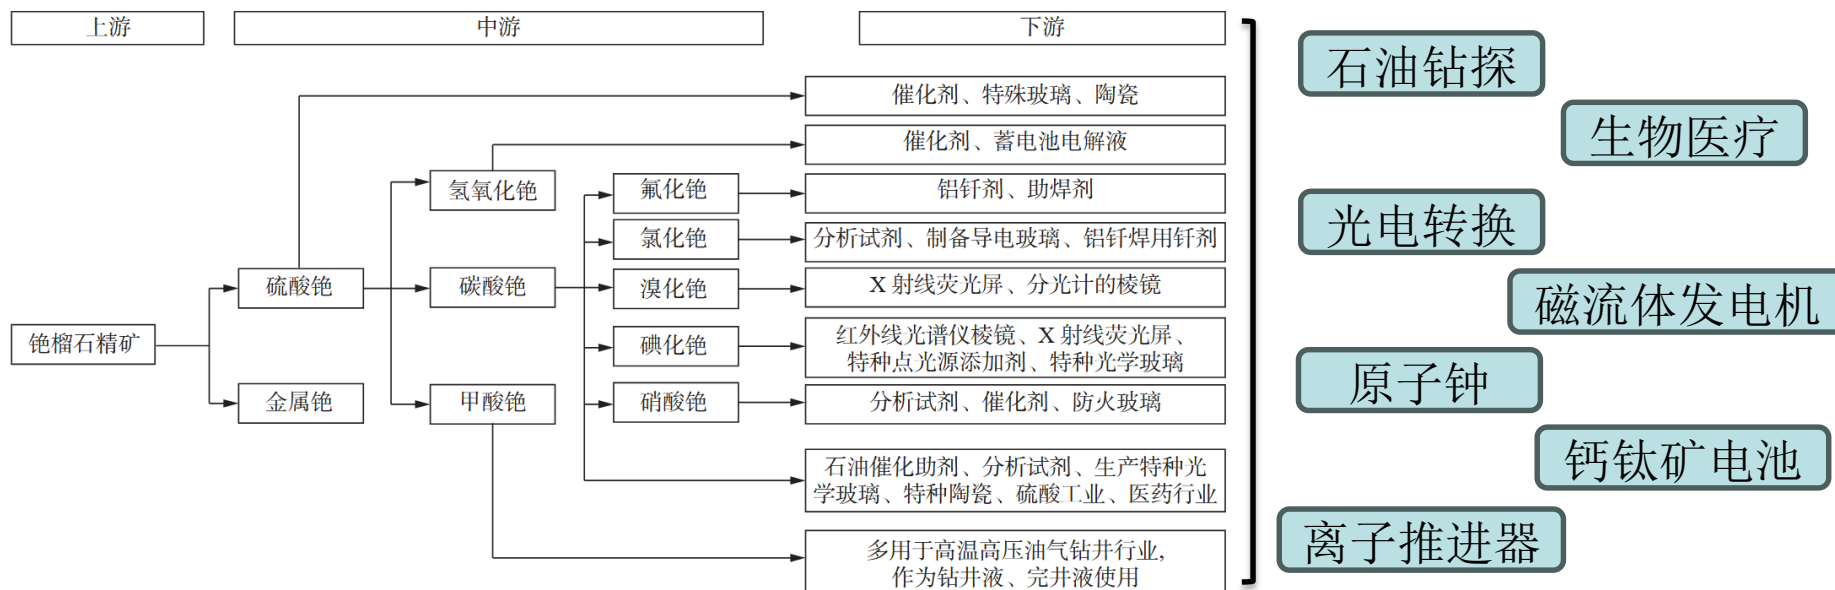 上游
中游
下游
催化剂、特殊玻璃、陶瓷
催化剂、蓄电池电解液
氢氧化铯
氟化铯
铝钎剂、助焊剂
氯化铯
分析试剂、制备导电玻璃、铝钎焊用钎剂
硫酸铯
碳酸铯
溴化铯
X 射线荧光屏、分光计的棱镜
铯榴石精矿
碘化铯
红外线光谱仪棱镜、X 射线荧光屏、
特种点光源添加剂、特种光学玻璃
金属铯
甲酸铯
硝酸铯
分析试剂、催化剂、防火玻璃
石油催化助剂、分析试剂、生产特种光
学玻璃、特种陶瓷、硫酸工业、医药行业
多用于高温高压油气钻井行业,
作为钻井液、完井液使用
石油钻探
生物医疗
光电转换
磁流体发电机
原子钟
钙钛矿电池
离子推进器